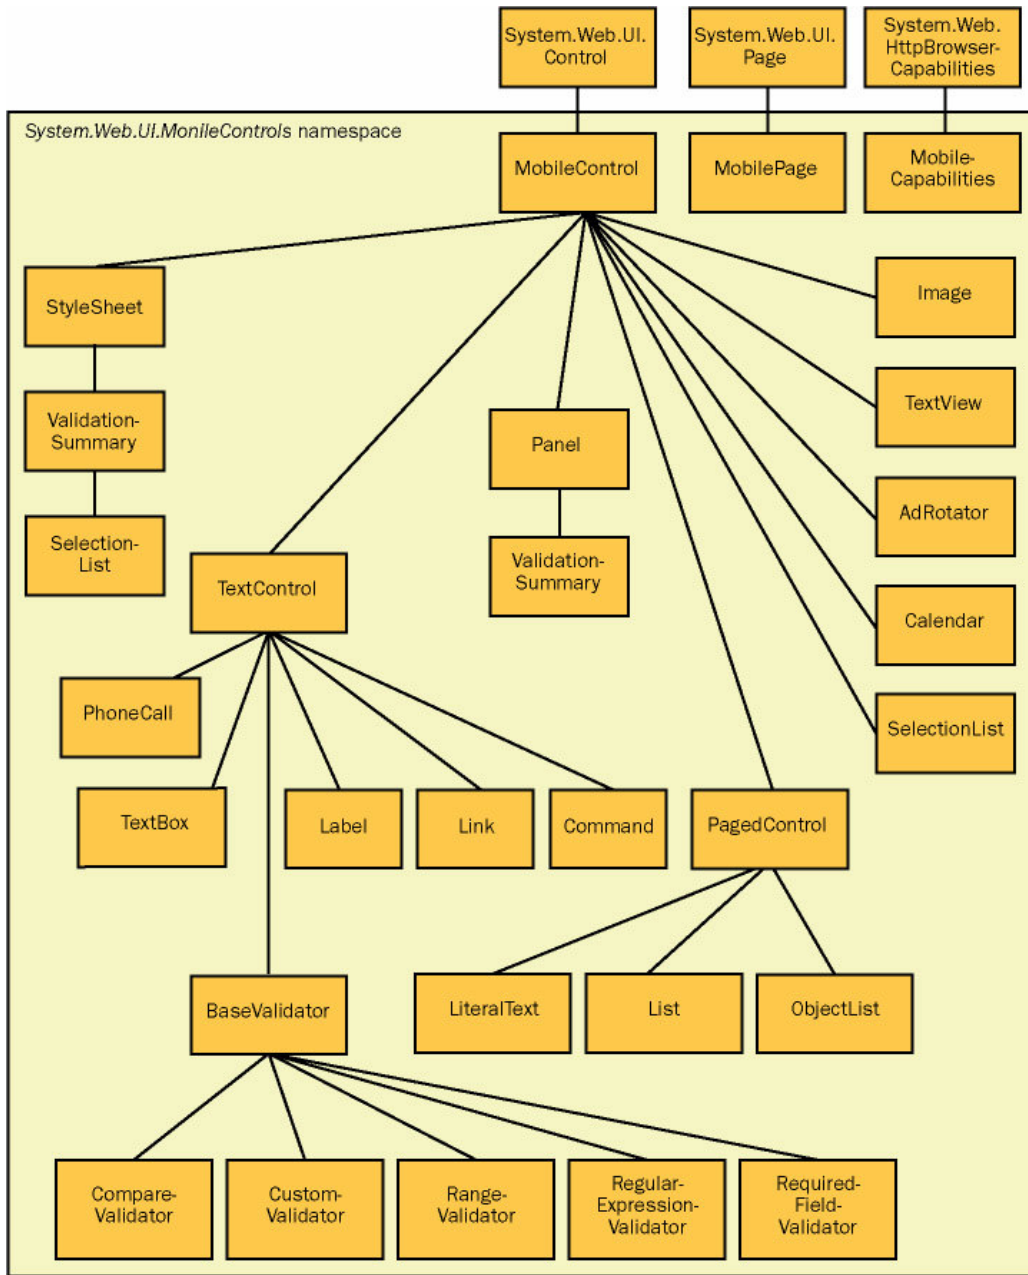 System.Web.UI.
Control
System.Web.UI.
Page
System.Web.
HttpBrowser-
Capabilities
System.Web.UI.MonileControls namespace
MobileControl
MobilePage
Mobile-
Capabilities
StyleSheet
Image
Validation-
Summary
TextView
Panel
Selection-
List
AdRotator
Validation-
Summary
TextControl
Calendar
PhoneCall
SelectionList
TextBox
Label
Link
Command
PagedControl
BaseValidator
LiteralText
List
ObjectList
Compare-
Validator
Custom-
Validator
Range-
Validator
Regular-
Expression-
Validator
Required-
Field-
Validator